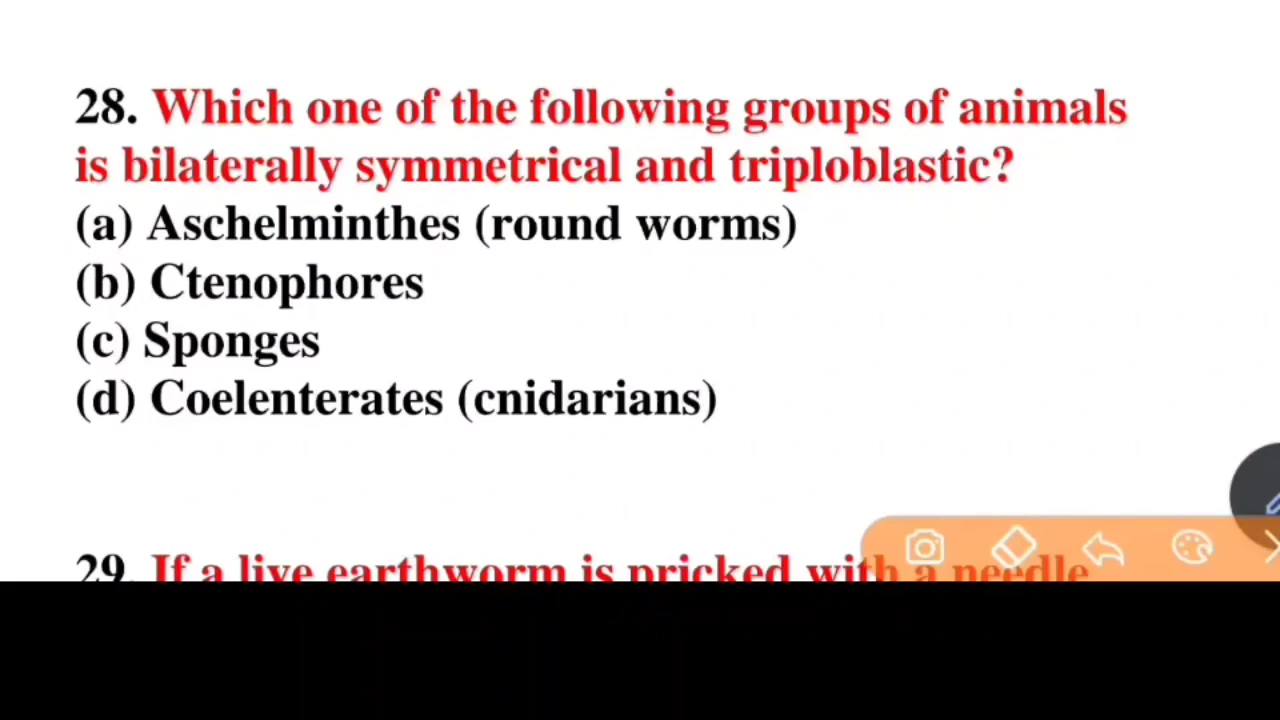 28. Which one of the following groups of animals
is bilaterally symmetrical and triploblastic?
(a) Aschelminthes (round worms)
(b) Ctenophores
(c) Sponges
(d) Coelenterates (cnidarians)
29. If a live earthworm is pricked with a needle